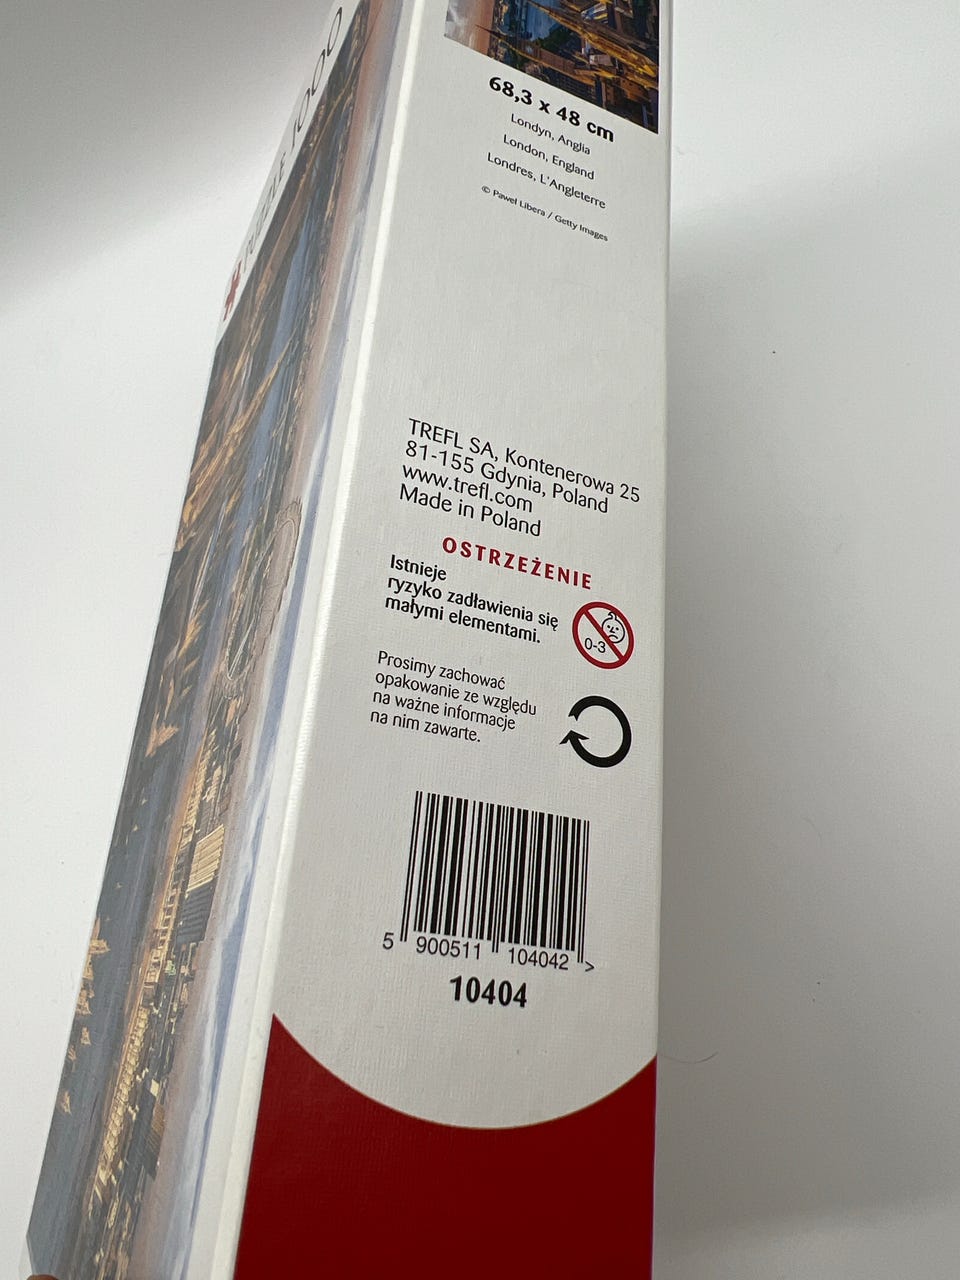 PUZZLE 1000
68,3 x 48 cm
Londyn, Anglia
London, England
Londres, L'Angleterre
© Pawel Libera / Getty Images
TREFL SA, Kontenerowa 25
81-155 Gdynia, Poland
www.trefl.com
Made in Poland
OSTRZEŻENIE
Istnieje
ryzyko zadławienia się
małymi elementami.
0-3
Prosimy zachować
opakowanie ze względu
na ważne informacje
na nim zawarte.
5 900511 104042 >
10404